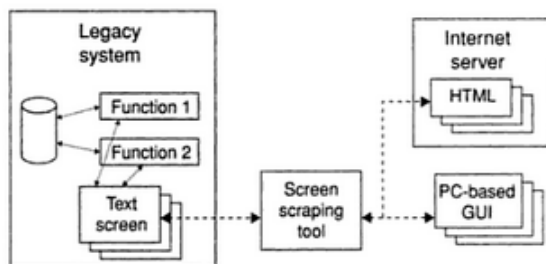 Legacy
system
Function 1
Function 2
Text
screen
Screen
scraping
tool
Internet
server
HTML
PC-based
GUI